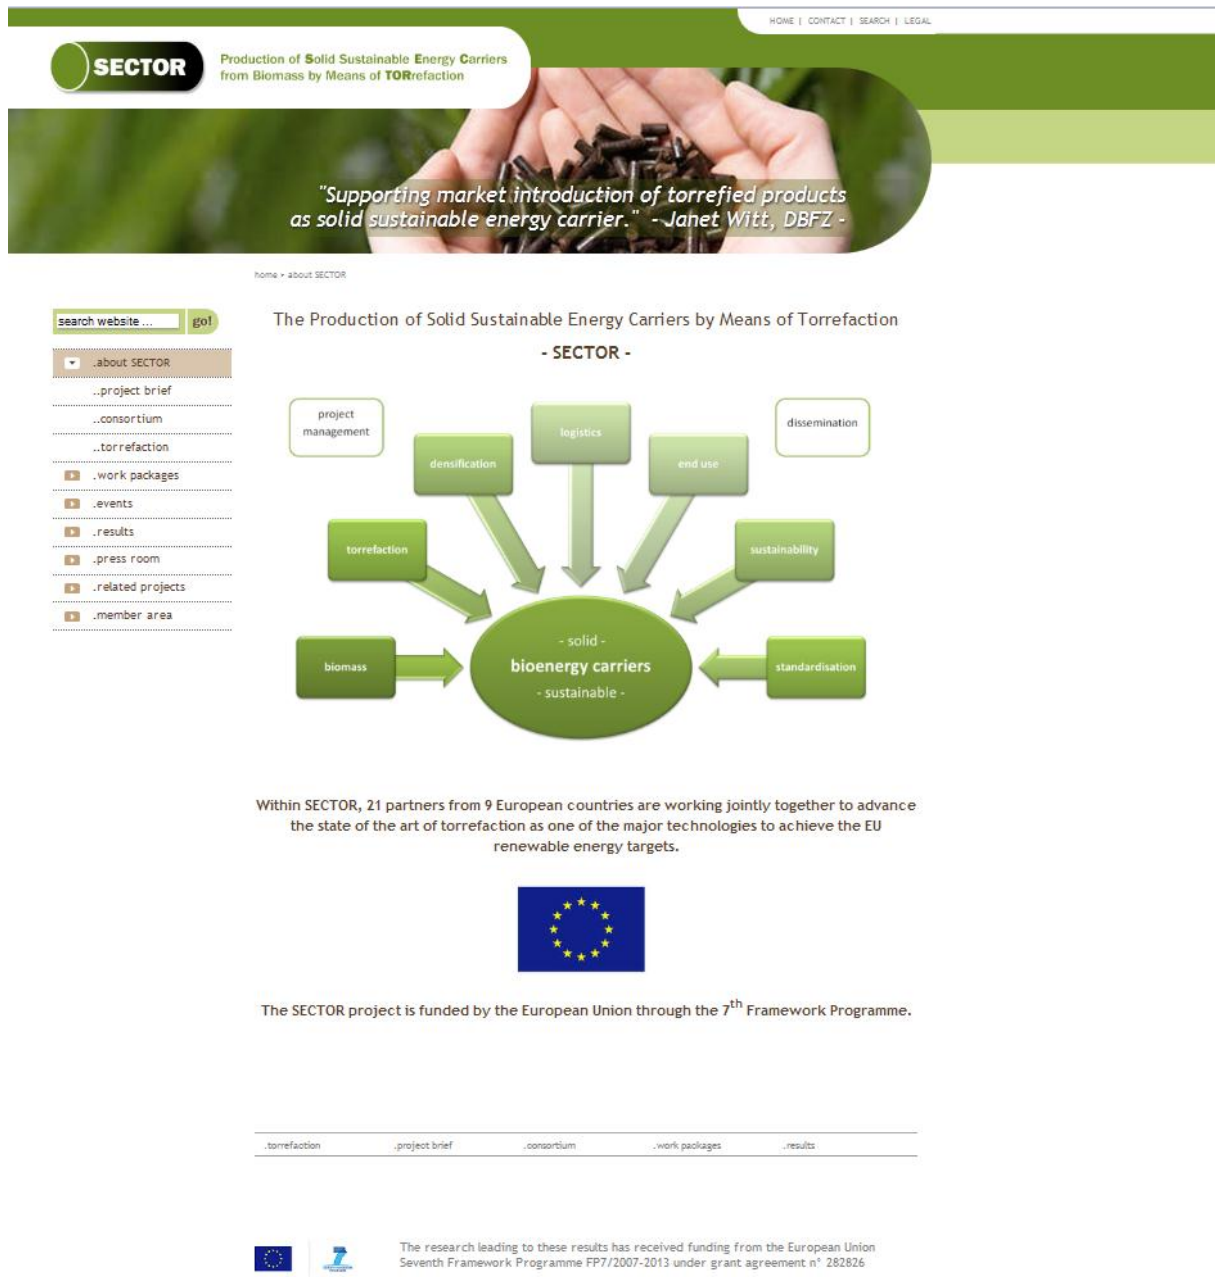 HOME | CONTACT | SEARCH | LEGAL
SECTOR
Production of Solid Sustainable Energy Carriers
from Biomass by Means of TORrefaction
"Supporting market introduction of torrefied products
as solid sustainable energy carrier." - Janet Witt, DBFZ -
home > about SECTOR
search website ...
go!
.about SECTOR
..project brief
..consortium
..torrefaction
.work packages
.events
.results
.press room
.related projects
.member area
The Production of Solid Sustainable Energy Carriers by Means of Torrefaction
- SECTOR -
project
management
densification
logistics
end use
dissemination
torrefaction
sustainability
biomass
- solid -
bioenergy carriers
- sustainable -
standardisation
Within SECTOR, 21 partners from 9 European countries are working jointly together to advance
the state of the art of torrefaction as one of the major technologies to achieve the EU
renewable energy targets.
The SECTOR project is funded by the European Union through the 7th Framework Programme.
.torrefaction .project brief .consortium .work packages .results
The research leading to these results has received funding from the European Union
Seventh Framework Programme FP7/2007-2013 under grant agreement n° 282826